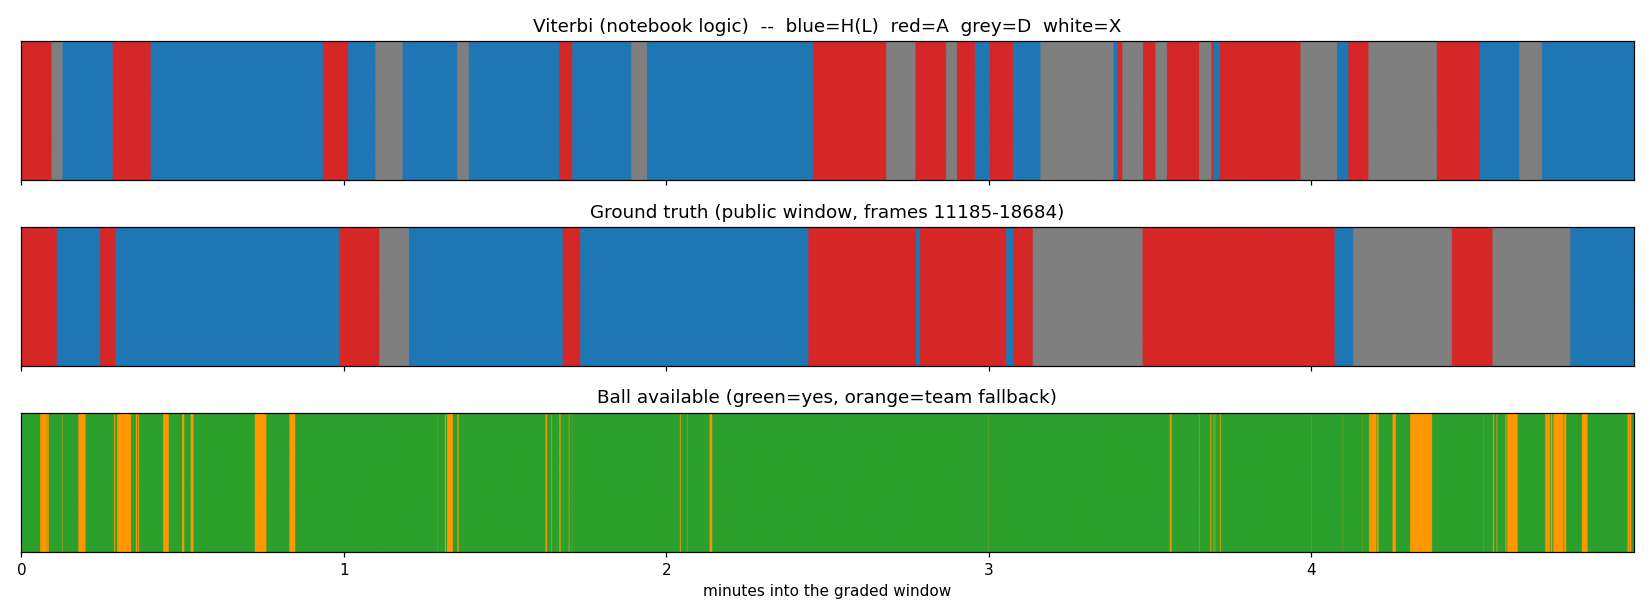 Viterbi (notebook logic)  --  blue=H(L)  red=A  grey=D  white=X
Ground truth (public window, frames 11185-18684)
Ball available (green=yes, orange=team fallback)
0 1 2 3 4
minutes into the graded window